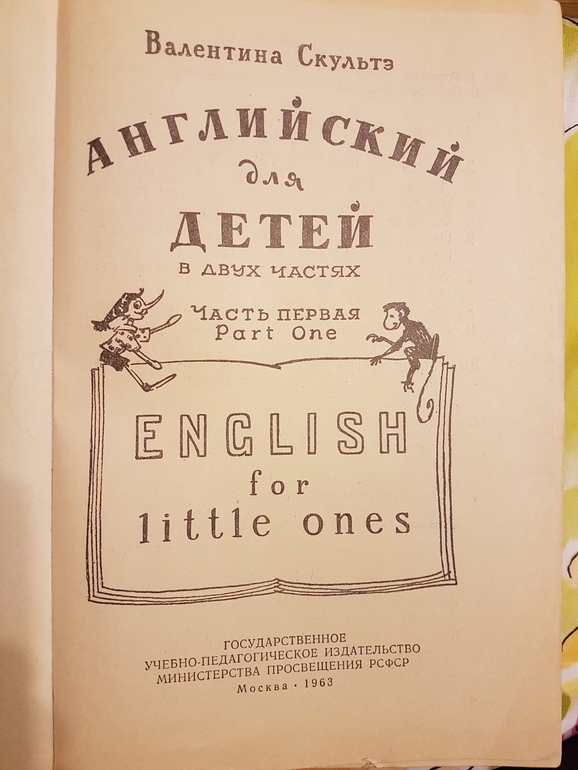 Валентина Скультэ
АНГЛИЙСКИЙ
для
ДЕТЕЙ
В ДВУХ ЧАСТЯХ
ЧАСТЬ ПЕРВАЯ
Part One
ENGLISH
for
little ones
ГОСУДАРСТВЕННОЕ
УЧЕБНО-ПЕДАГОГИЧЕСКОЕ ИЗДАТЕЛЬСТВО
МИНИСТЕРСТВА ПРОСВЕЩЕНИЯ РСФСР
Москва · 1963